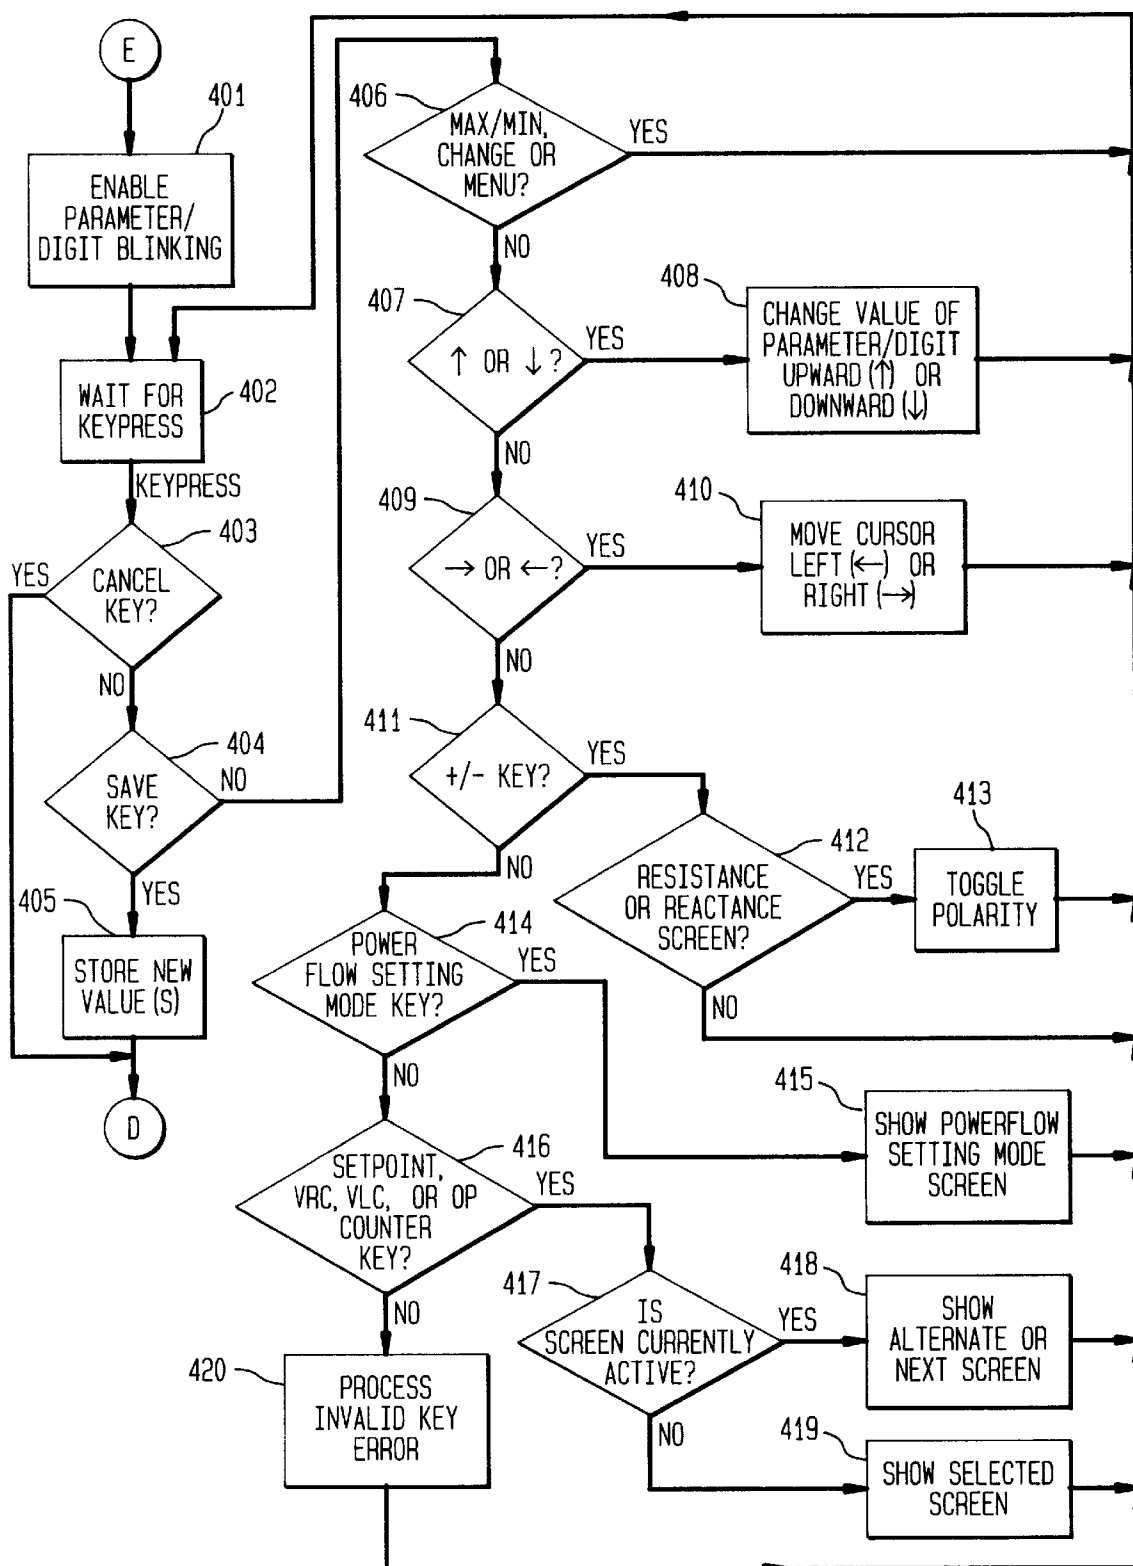 E
401
ENABLE
PARAMETER/
DIGIT BLINKING
WAIT FOR
KEYPRESS
402
KEYPRESS
403
YES
CANCEL
KEY?
NO
404
SAVE
KEY?
NO
YES
405
STORE NEW
VALUE(S)
D
406
MAX/MIN,
CHANGE OR
MENU?
YES
NO
407
↑ OR ↓?
YES
408
CHANGE VALUE OF
PARAMETER/DIGIT
UPWARD(↑) OR
DOWNWARD(↓)
NO
409
→ OR ←?
YES
410
MOVE CURSOR
LEFT(←) OR
RIGHT(→)
NO
411
+/- KEY?
YES
NO
412
RESISTANCE
OR REACTANCE
SCREEN?
YES
413
TOGGLE
POLARITY
NO
414
POWER
FLOW SETTING
MODE KEY?
YES
NO
415
SHOW POWERFLOW
SETTING MODE
SCREEN
416
SETPOINT,
VRC, VLC, OR OP
COUNTER
KEY?
YES
NO
417
IS
SCREEN CURRENTLY
ACTIVE?
YES
418
SHOW
ALTERNATE OR
NEXT SCREEN
NO
419
SHOW SELECTED
SCREEN
420
PROCESS
INVALID KEY
ERROR